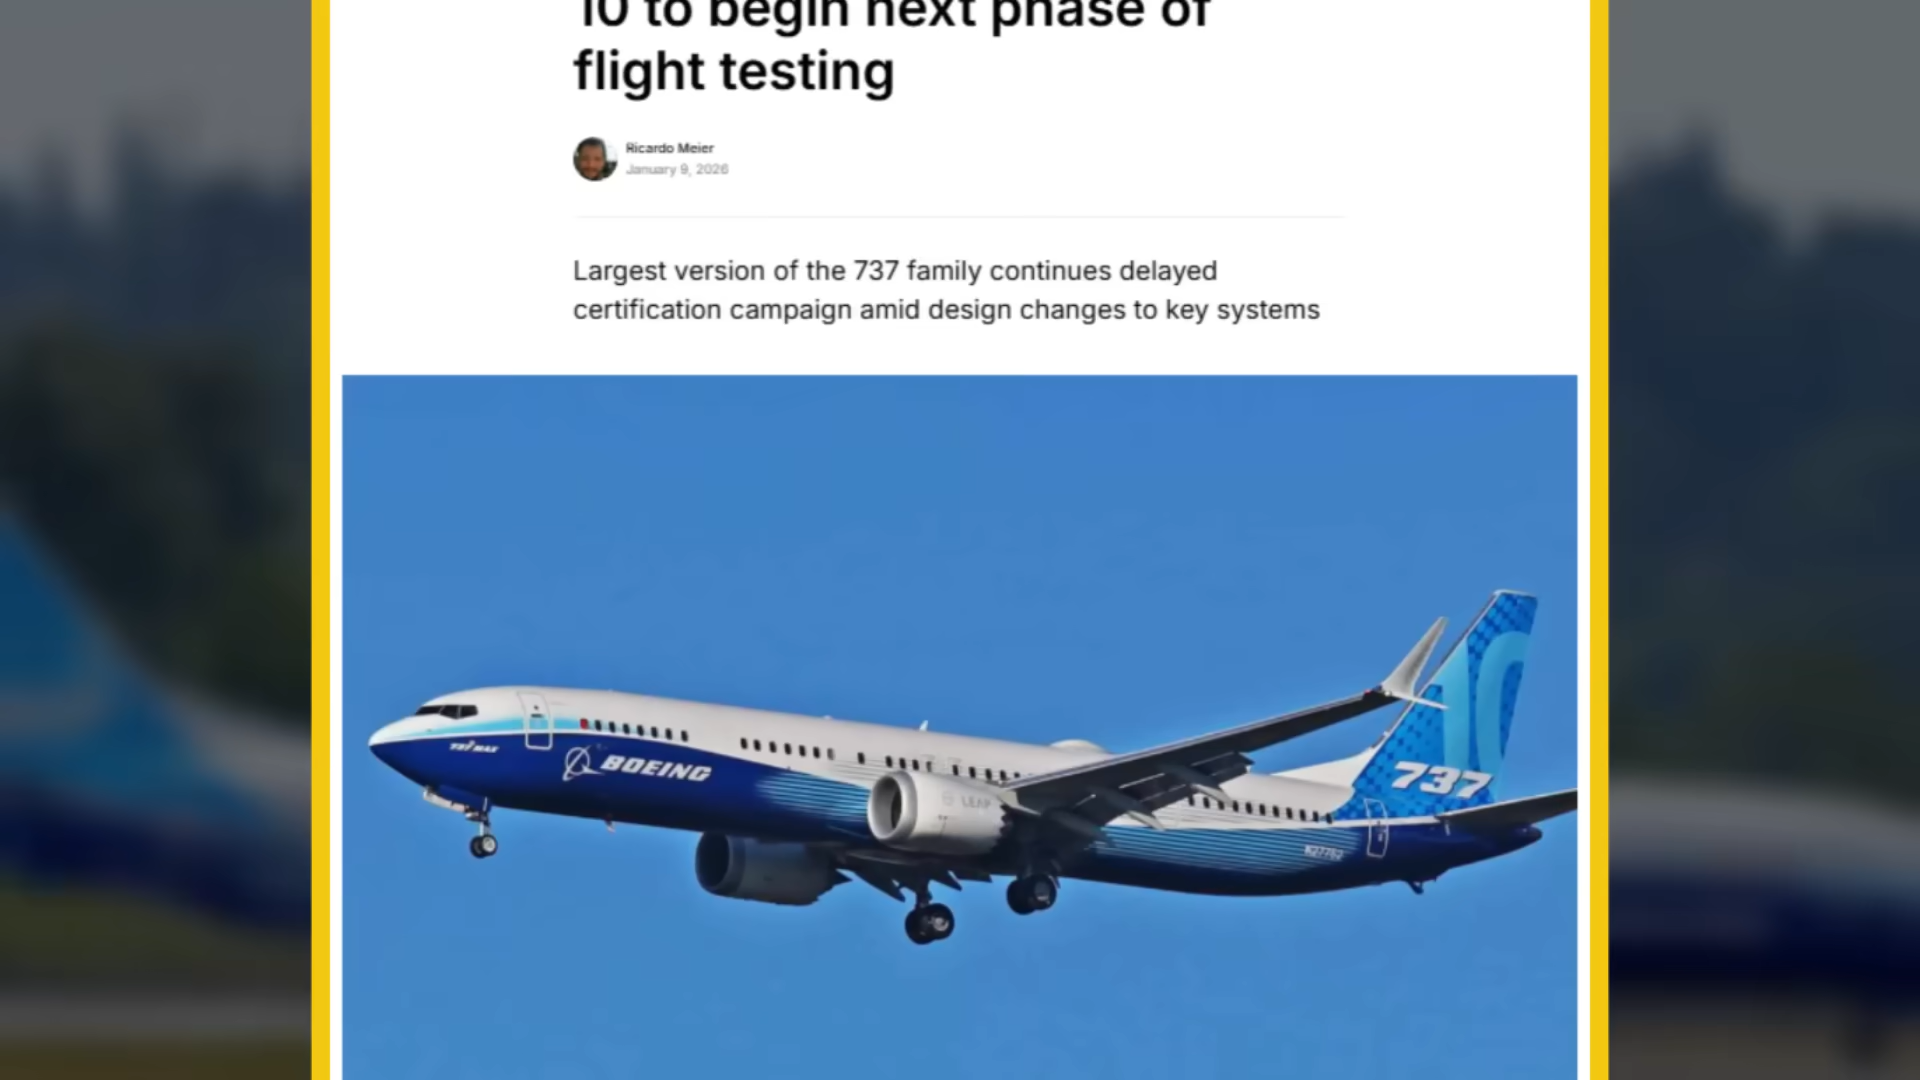 10 to begin next phase of
flight testing
Ricardo Meier
January 9, 2026
Largest version of the 737 family continues delayed
certification campaign amid design changes to key systems
737 MAX
BOEING
LEAP
10
737